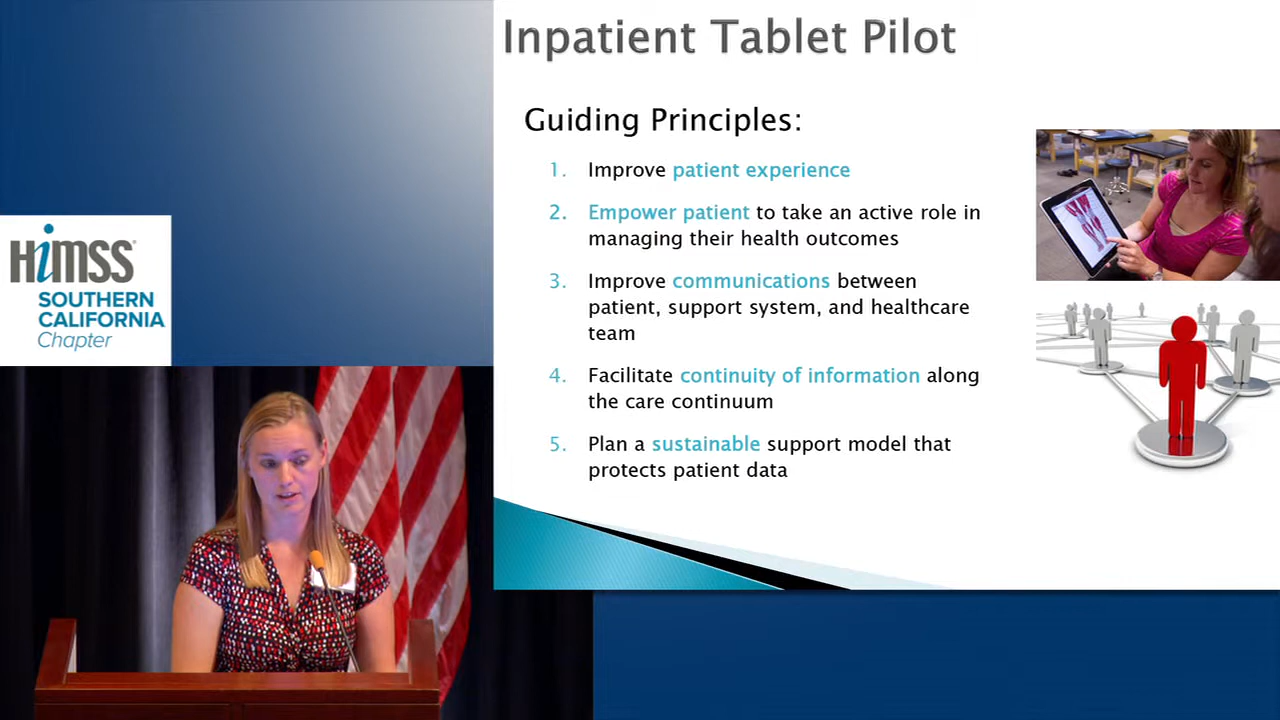 Inpatient Tablet Pilot
Guiding Principles:
1. Improve patient experience
2. Empower patient to take an active role in
managing their health outcomes
3. Improve communications between
patient, support system, and healthcare
team
4. Facilitate continuity of information along
the care continuum
5. Plan a sustainable support model that
protects patient data
HiMSS
SOUTHERN
CALIFORNIA
Chapter